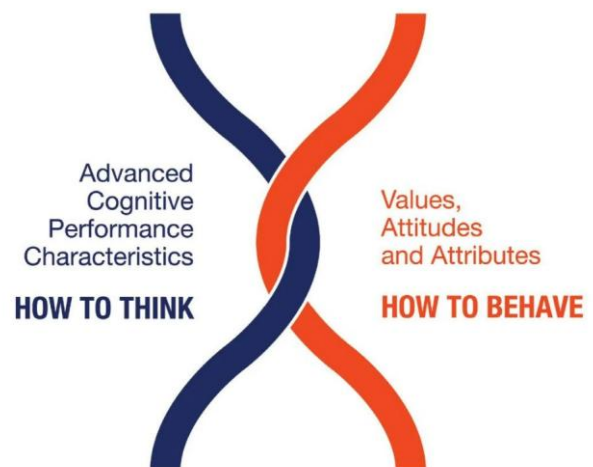 Advanced
Cognitive
Performance
Characteristics
HOW TO THINK
Values,
Attitudes
and Attributes
HOW TO BEHAVE